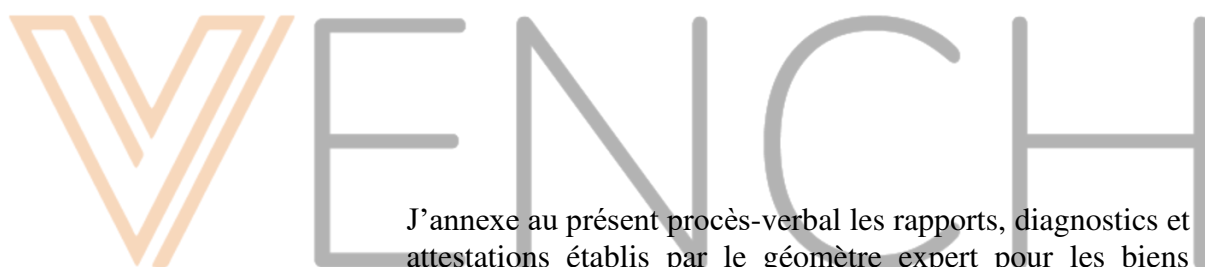 VENCH
J’annexe au présent procès-verbal les rapports, diagnostics et
attestations établis par le géomètre expert pour les biens